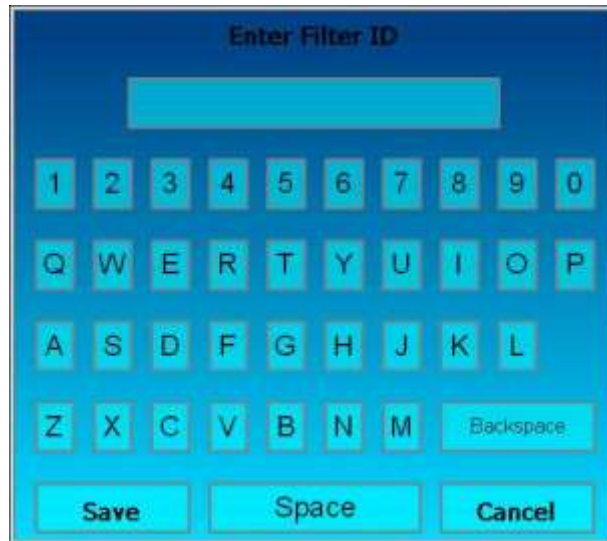 Enter Filter ID
1 2 3 4 5 6 7 8 9 0
Q W E R T Y U I O P
A S D F G H J K L
Z X C V B N M Backspace
Save Space Cancel